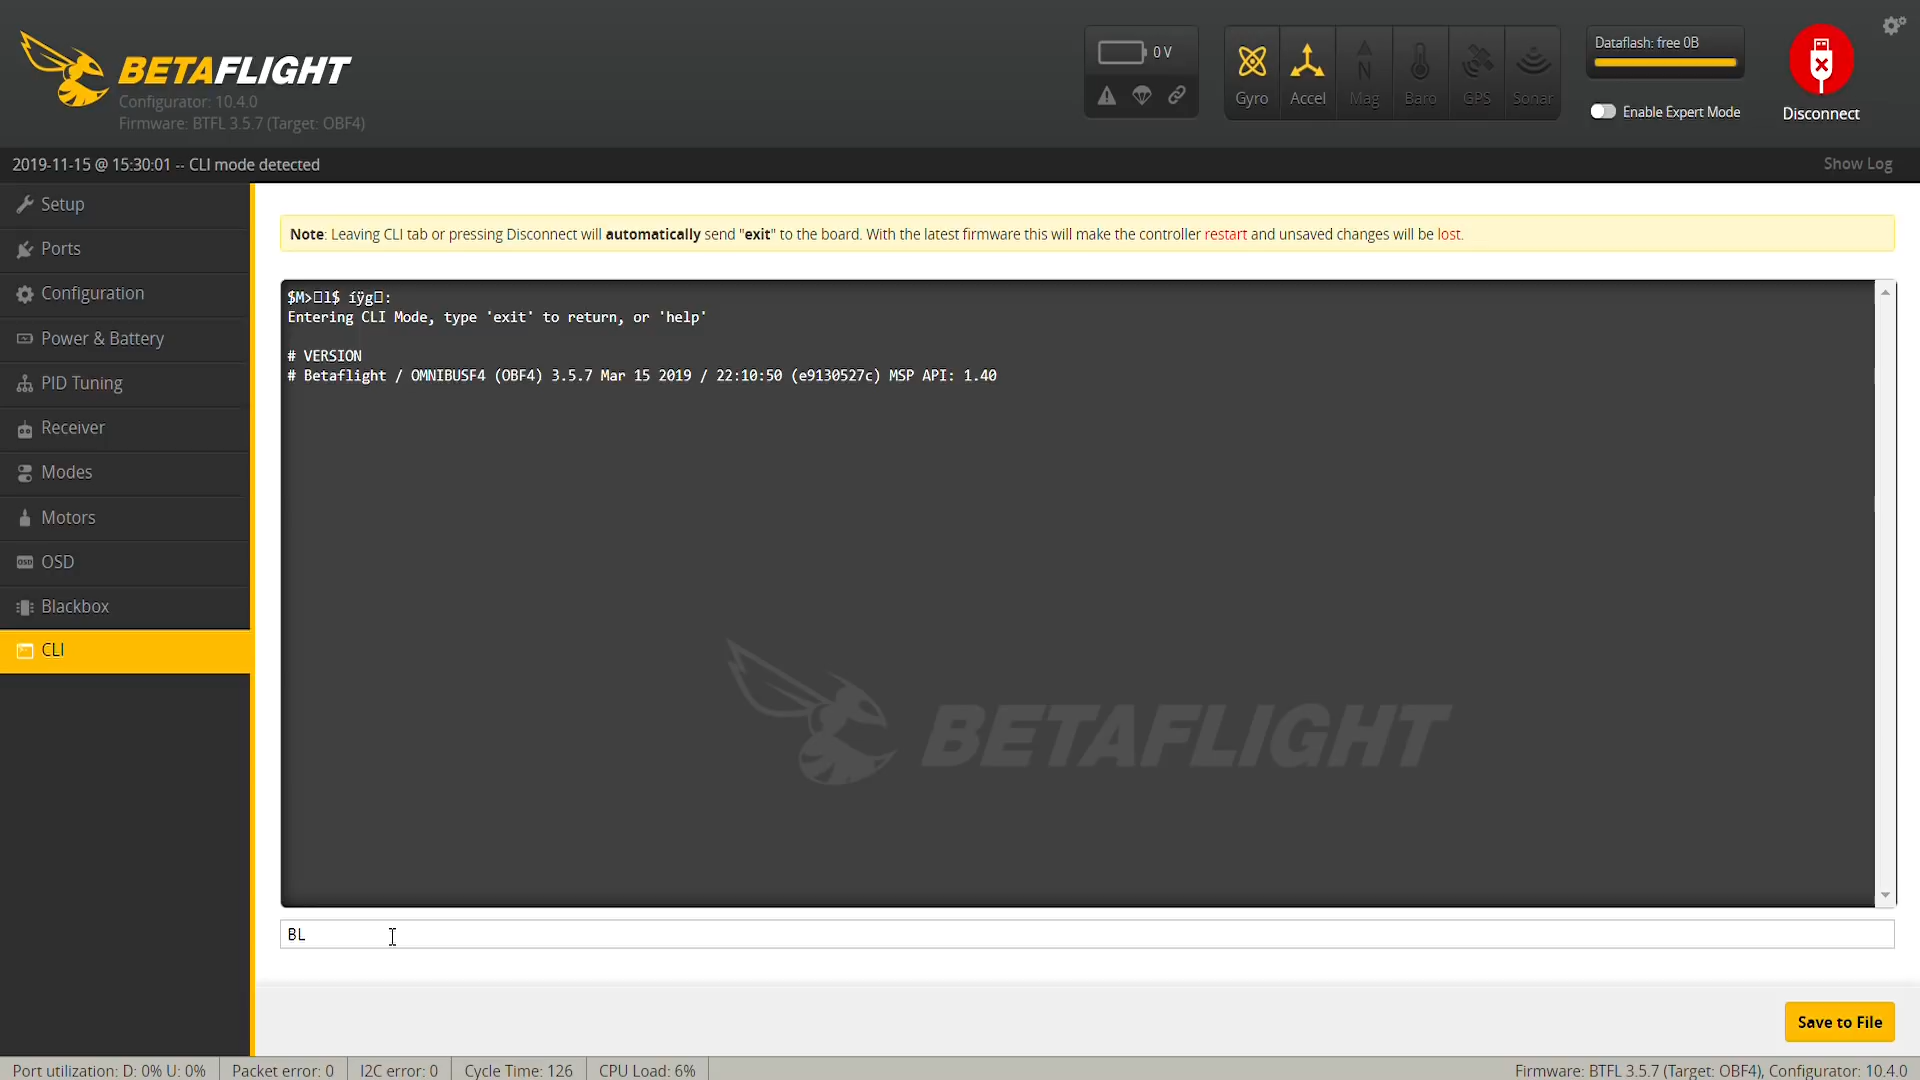 BETAFLIGHT
Configurator: 10.4.0
Firmware: BTFL 3.5.7 (Target: OBF4)
0 V
Gyro
Accel
Mag
Baro
GPS
Sonar
Dataflash: free 0B
Enable Expert Mode
Disconnect
2019-11-15 @ 15:30:01 -- CLI mode detected
Show Log
Setup
Ports
Configuration
Power & Battery
PID Tuning
Receiver
Modes
Motors
OSD
Blackbox
CLI
Note: Leaving CLI tab or pressing Disconnect will automatically send "exit" to the board. With the latest firmware this will make the controller restart and unsaved changes will be lost.
$M>□l$ íÿg□:
Entering CLI Mode, type 'exit' to return, or 'help'
# VERSION
# Betaflight / OMNIBUSF4 (OBF4) 3.5.7 Mar 15 2019 / 22:10:50 (e9130527c) MSP API: 1.40
BETAFLIGHT
BL
Save to File
Port utilization: D: 0% U: 0%
Packet error: 0
I2C error: 0
Cycle Time: 126
CPU Load: 6%
Firmware: BTFL 3.5.7 (Target: OBF4), Configurator: 10.4.0